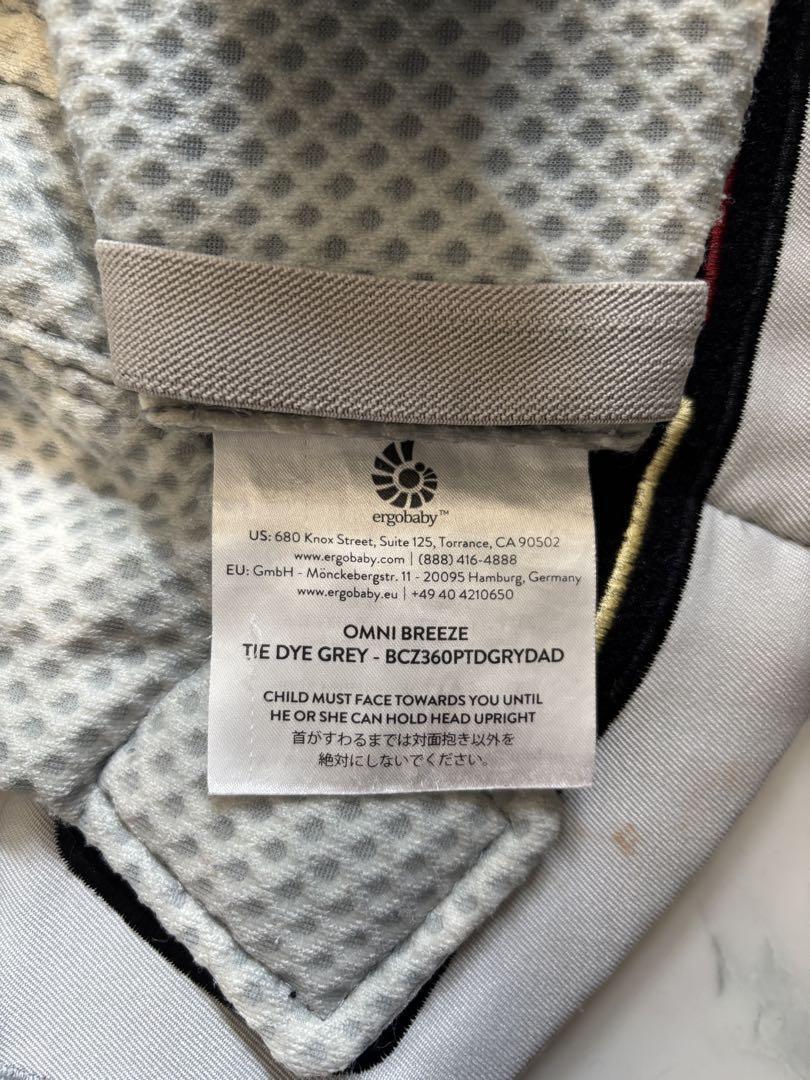 ergobaby™
US: 680 Knox Street, Suite 125, Torrance, CA 90502
www.ergobaby.com | (888) 416-4888
EU: GmbH - Mönckebergstr. 11 - 20095 Hamburg, Germany
www.ergobaby.eu | +49 40 4210650
OMNI BREEZE
TIE DYE GREY - BCZ360PTDGRYDAD
CHILD MUST FACE TOWARDS YOU UNTIL
HE OR SHE CAN HOLD HEAD UPRIGHT
首がすわるまでは対面抱き以外を
絶対にしないでください。